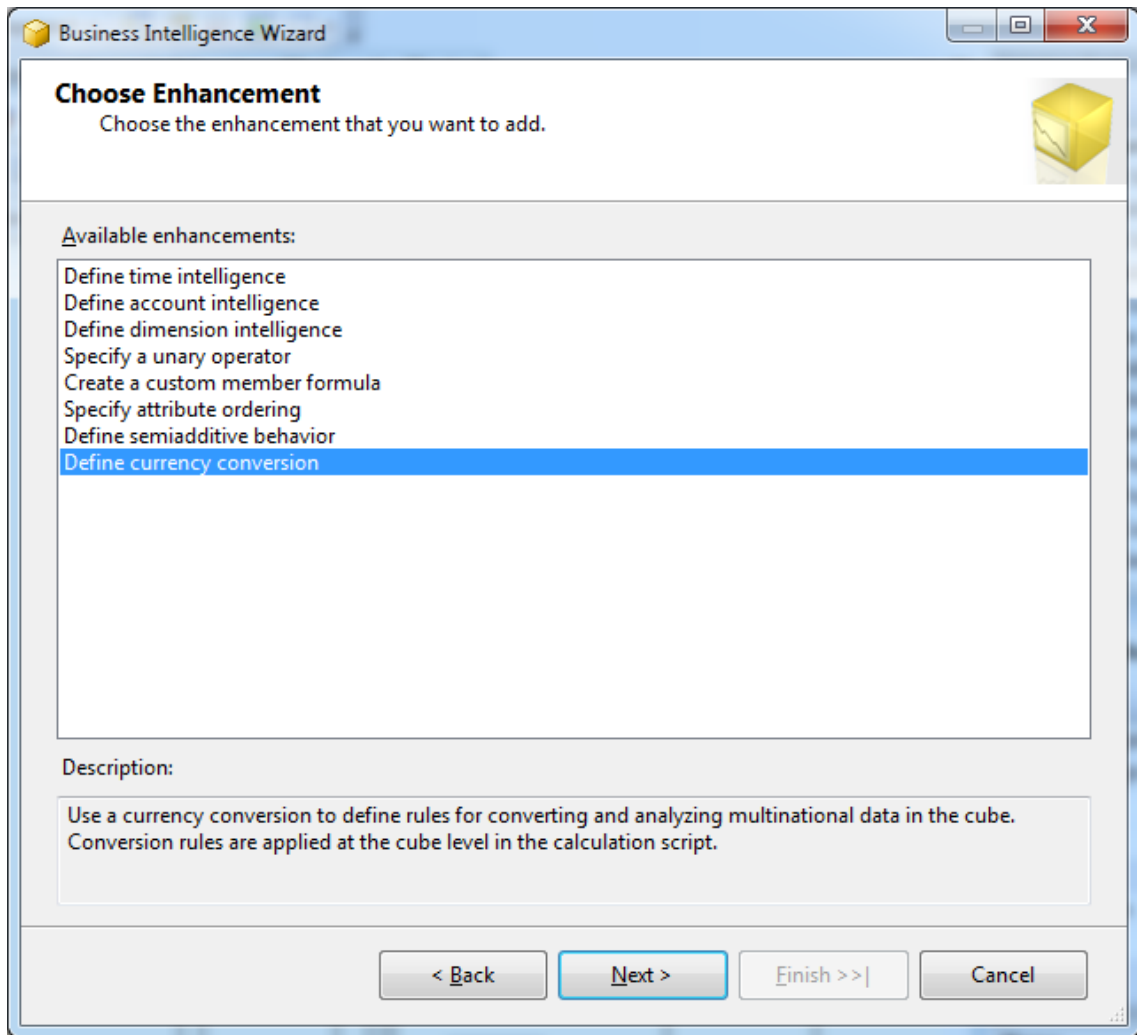 Business Intelligence Wizard
Choose Enhancement
Choose the enhancement that you want to add.
Available enhancements:
Define time intelligence
Define account intelligence
Define dimension intelligence
Specify a unary operator
Create a custom member formula
Specify attribute ordering
Define semiadditive behavior
Define currency conversion
Description:
Use a currency conversion to define rules for converting and analyzing multinational data in the cube.
Conversion rules are applied at the cube level in the calculation script.
< Back Next > Finish >>| Cancel